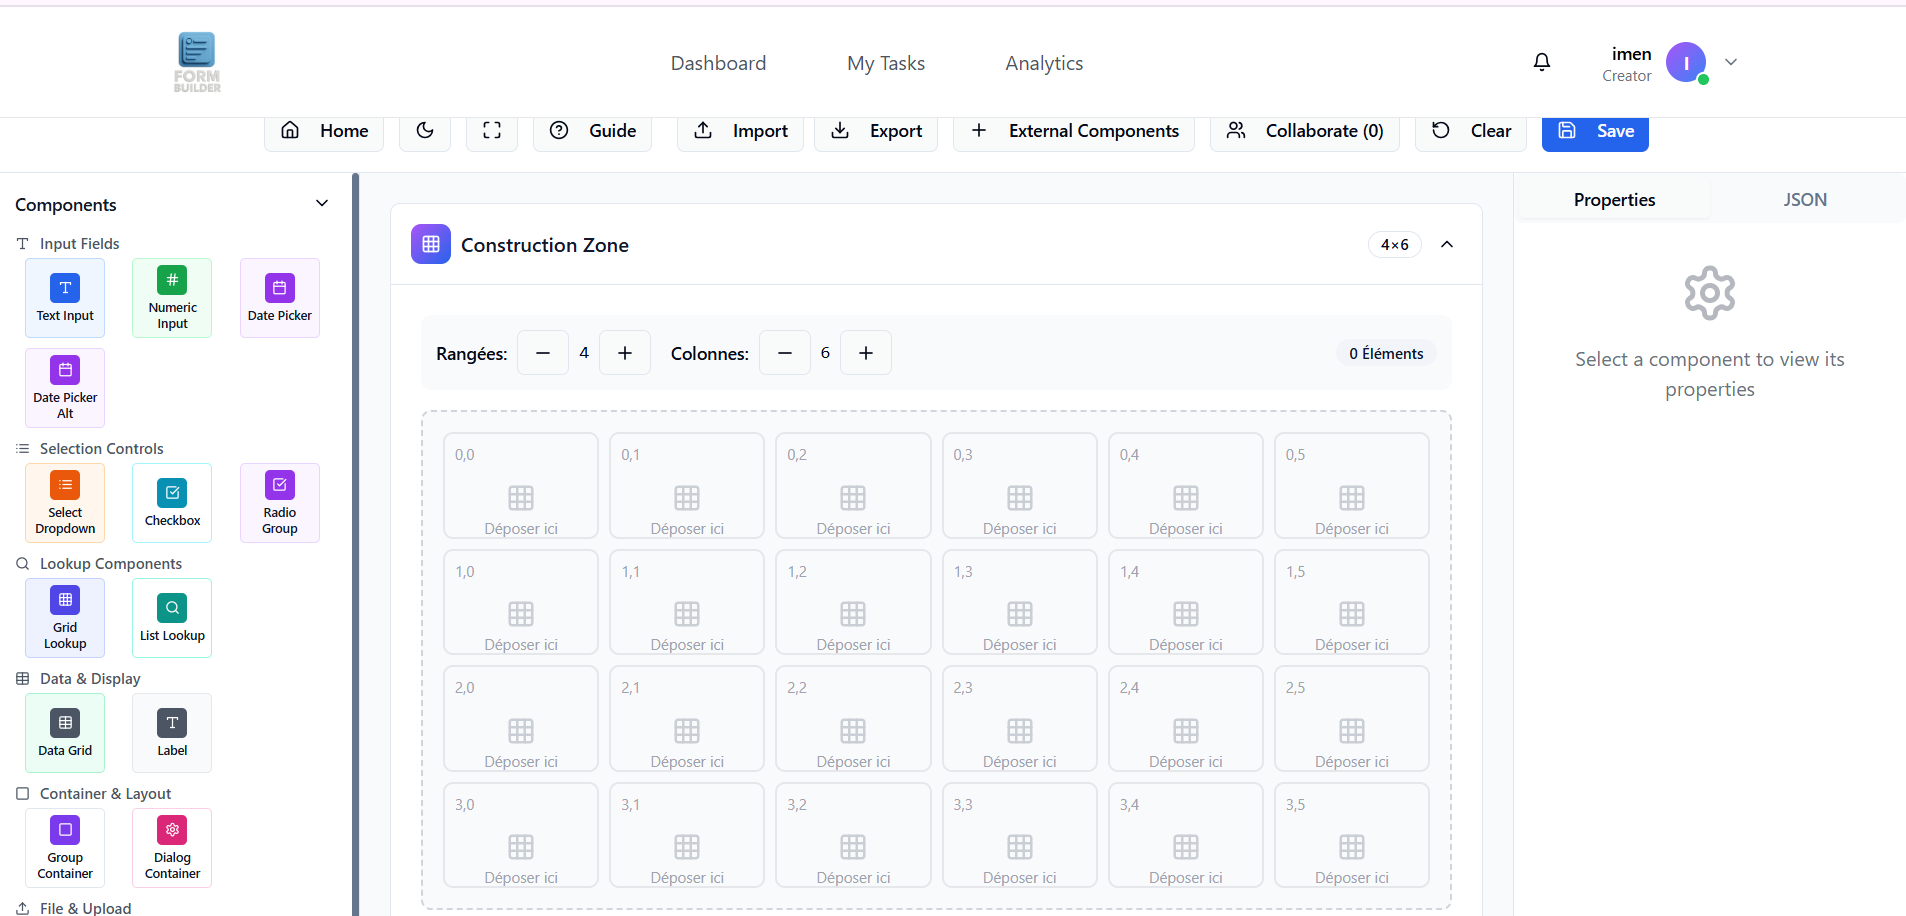 FORM
BUILDER
Dashboard
My Tasks
Analytics
imen
Creator
I
Home
Guide
Import
Export
External Components
Collaborate (0)
Clear
Save
Components
Input Fields
Text Input
Numeric
Input
Date Picker
Date Picker
Alt
Selection Controls
Select
Dropdown
Checkbox
Radio
Group
Lookup Components
Grid
Lookup
List Lookup
Data & Display
Data Grid
Label
Container & Layout
Group
Container
Dialog
Container
File & Upload
Construction Zone
4×6
Rangées: 4 Colonnes: 6
0 Éléments
0,0 0,1 0,2 0,3 0,4 0,5
Déposer ici Déposer ici Déposer ici Déposer ici Déposer ici Déposer ici
1,0 1,1 1,2 1,3 1,4 1,5
Déposer ici Déposer ici Déposer ici Déposer ici Déposer ici Déposer ici
2,0 2,1 2,2 2,3 2,4 2,5
Déposer ici Déposer ici Déposer ici Déposer ici Déposer ici Déposer ici
3,0 3,1 3,2 3,3 3,4 3,5
Déposer ici Déposer ici Déposer ici Déposer ici Déposer ici Déposer ici
Properties
JSON
Select a component to view its
properties